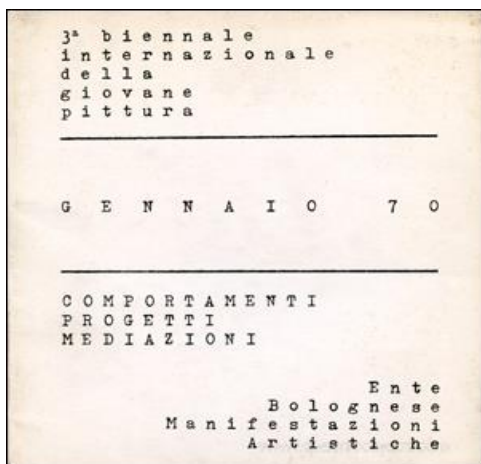 3ª biennale
internazionale
della
giovane
pittura
GENNAIO 70
COMPORTAMENTI
PROGETTI
MEDIAZIONI
Ente
Bolognese
Manifestazioni
Artistiche